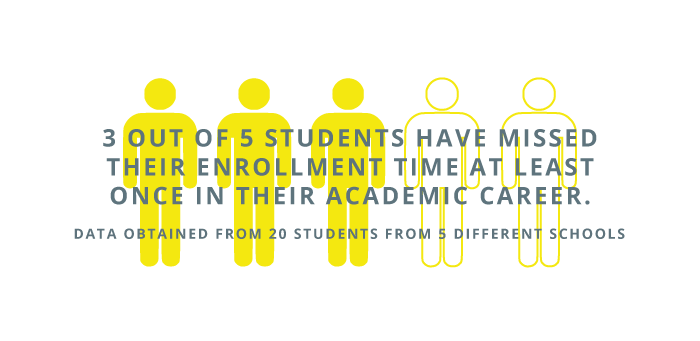 3 OUT OF 5 STUDENTS HAVE MISSED
THEIR ENROLLMENT TIME AT LEAST
ONCE IN THEIR ACADEMIC CAREER.
DATA OBTAINED FROM 20 STUDENTS FROM 5 DIFFERENT SCHOOLS